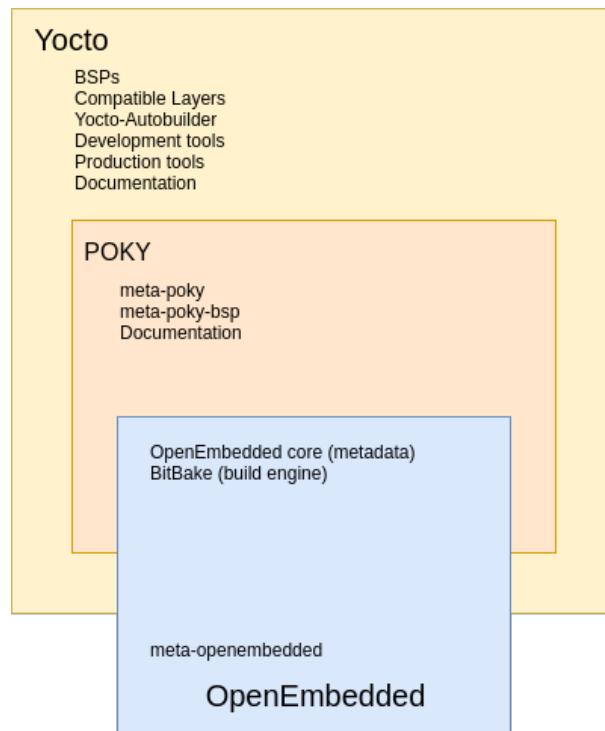 Yocto
BSPs
Compatible Layers
Yocto-Autobuilder
Development tools
Production tools
Documentation
POKY
meta-poky
meta-poky-bsp
Documentation
OpenEmbedded core (metadata)
BitBake (build engine)
meta-openembedded
OpenEmbedded